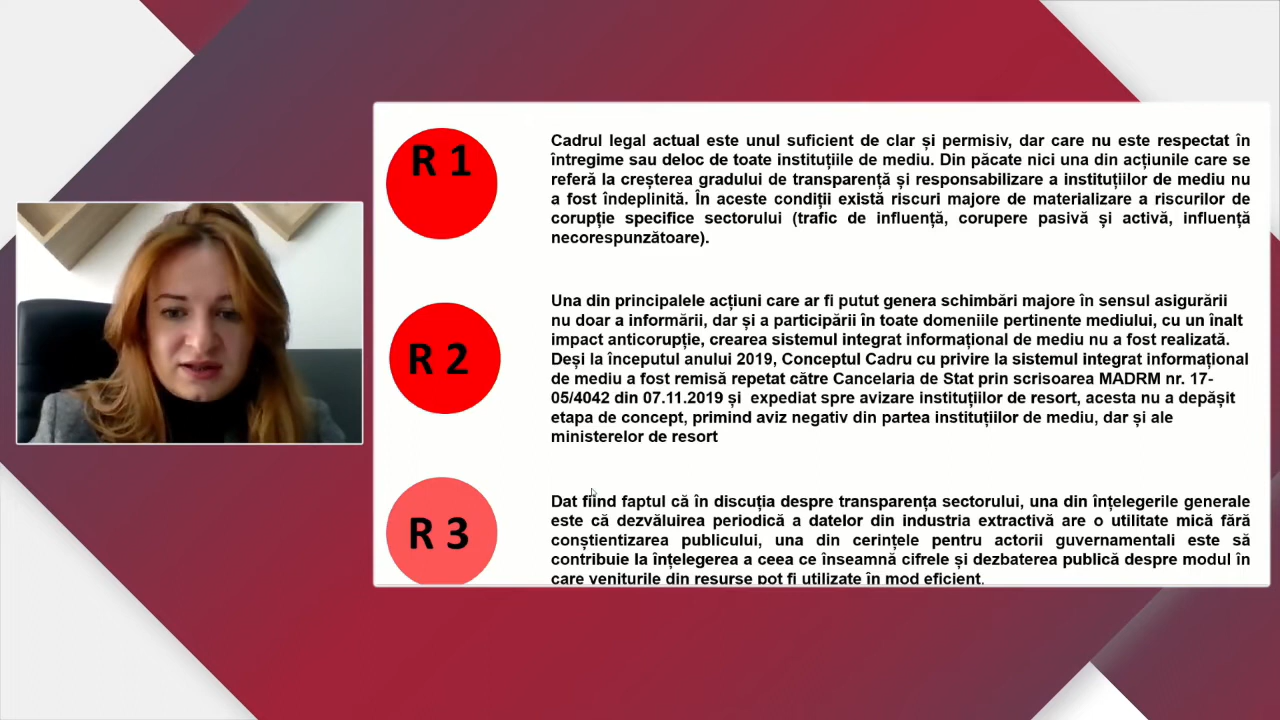 R 1
Cadrul legal actual este unul suficient de clar și permisiv, dar care nu este respectat în
întregime sau deloc de toate instituțiile de mediu. Din păcate nici una din acțiunile care se
referă la creșterea gradului de transparență și responsabilizare a instituțiilor de mediu nu
a fost îndeplinită. În aceste condiții există riscuri majore de materializare a riscurilor de
corupție specifice sectorului (trafic de influență, corupere pasivă și activă, influență
necorespunzătoare).
R 2
Una din principalele acțiuni care ar fi putut genera schimbări majore în sensul asigurării
nu doar a informării, dar și a participării în toate domeniile pertinente mediului, cu un înalt
impact anticorupție, crearea sistemului integrat informațional de mediu nu a fost realizată.
Deși la începutul anului 2019, Conceptul Cadru cu privire la sistemul integrat informațional
de mediu a fost remisă repetat către Cancelaria de Stat prin scrisoarea MADRM nr. 17-
05/4042 din 07.11.2019 și expediat spre avizare instituțiilor de resort, acesta nu a depășit
etapa de concept, primind aviz negativ din partea instituțiilor de mediu, dar și ale
ministerelor de resort
R 3
Dat fiind faptul că în discuția despre transparența sectorului, una din înțelegerile generale
este că dezvăluirea periodică a datelor din industria extractivă are o utilitate mică fără
conștientizarea publicului, una din cerințele pentru actorii guvernamentali este să
contribuie la înțelegerea a ceea ce înseamnă cifrele și dezbaterea publică despre modul în
care veniturile din resurse pot fi utilizate în mod eficient.